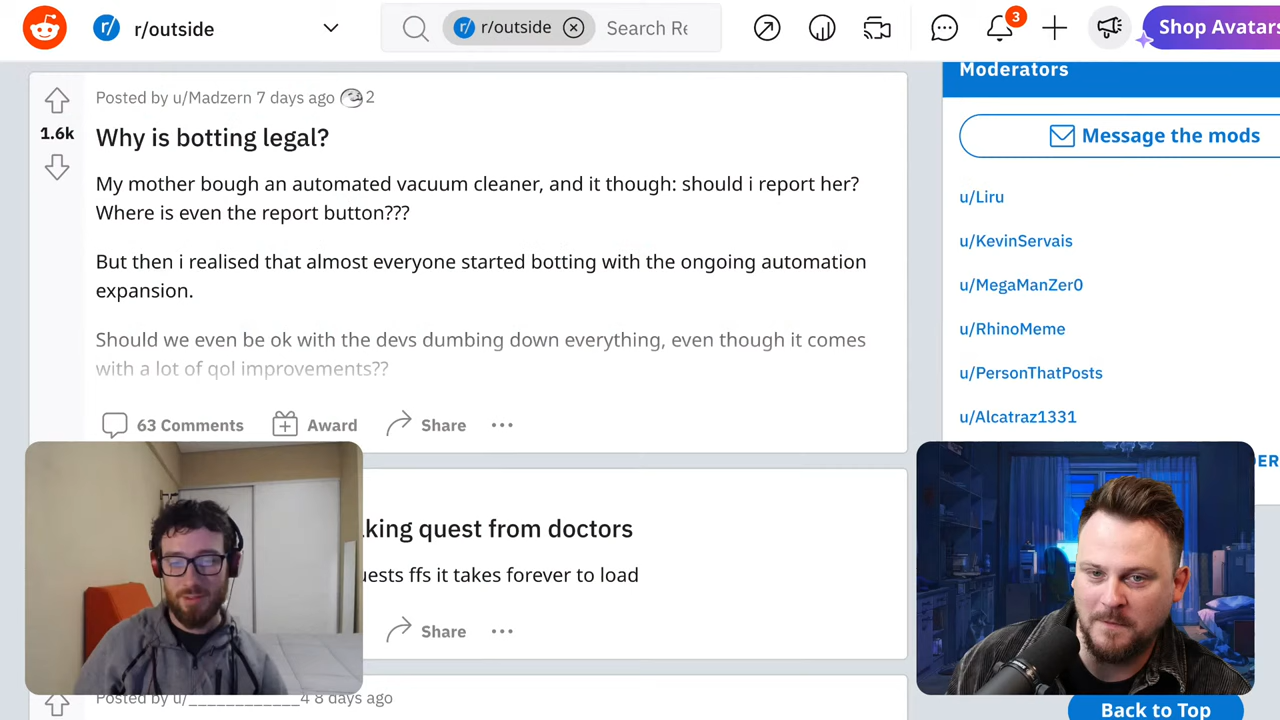 r/outside
r/outside
Search Re
3
Shop Avatars
Posted by u/Madzern 7 days ago 2
1.6k
Why is botting legal?
My mother bough an automated vacuum cleaner, and it though: should i report her?
Where is even the report button???
But then i realised that almost everyone started botting with the ongoing automation
expansion.
Should we even be ok with the devs dumbing down everything, even though it comes
with a lot of qol improvements??
63 Comments
Award
Share
Moderators
Message the mods
u/Liru
u/KevinServais
u/MegaManZer0
u/RhinoMeme
u/PersonThatPosts
u/Alcatraz1331
ER
king quest from doctors
uests ffs it takes forever to load
Share
Posted by u/____________4 8 days ago
Back to Top